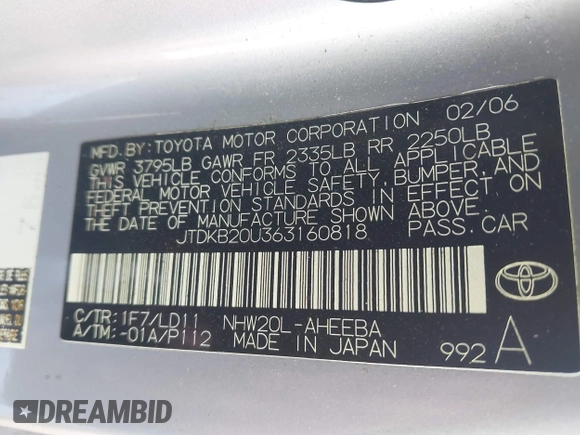 02/06
MFD. BY: TOYOTA MOTOR CORPORATION
GVWR 3795LB GAWR FR 2335LB RR 2250LB
THIS VEHICLE CONFORMS TO ALL APPLICABLE
FEDERAL MOTOR VEHICLE SAFETY, BUMPER, AND
THEFT PREVENTION STANDARDS IN EFFECT ON
THE DATE OF MANUFACTURE SHOWN ABOVE.
JTDKB20U363160818 PASS. CAR
C/TR: 1F7/LD11 NHW20L-AHEEBA
A/TM: -01A/P112 MADE IN JAPAN 992 A
DREAMBID